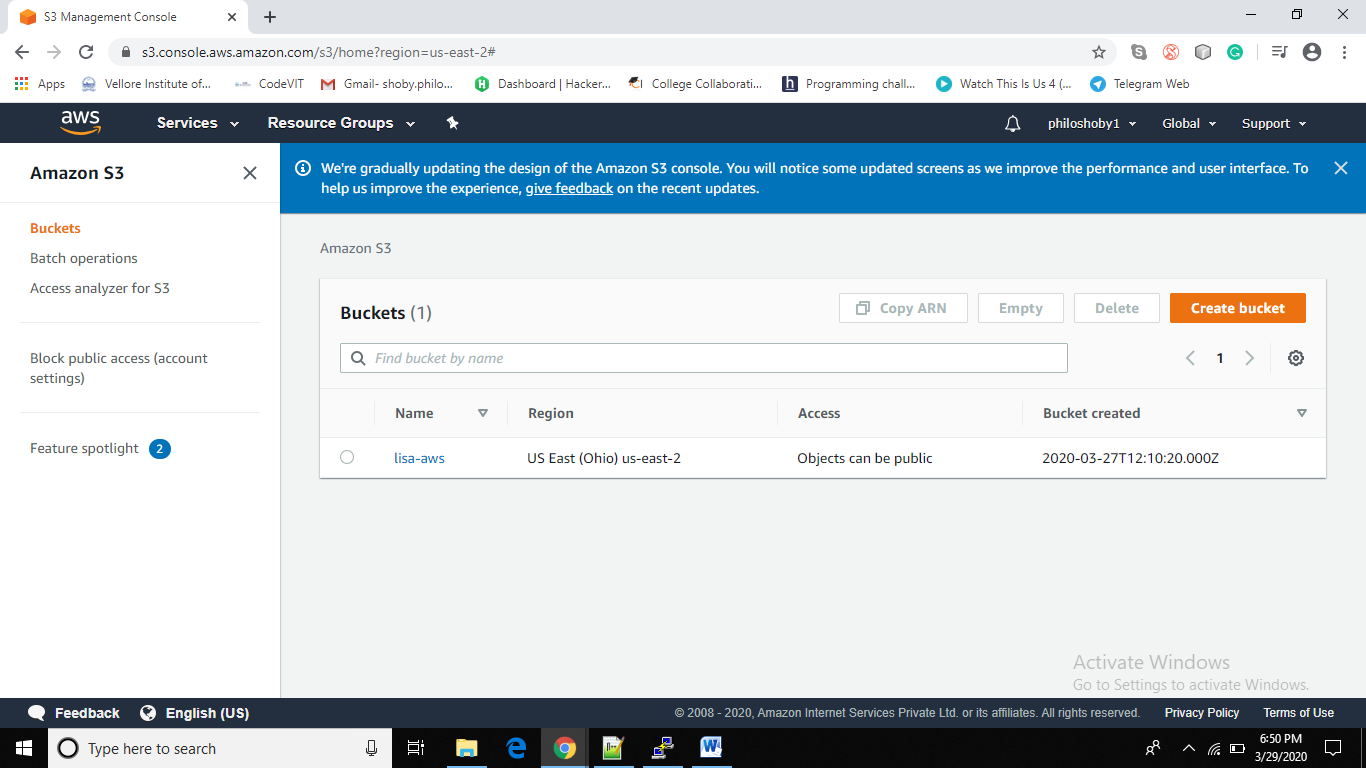 S3 Management Console
s3.console.aws.amazon.com/s3/home?region=us-east-2#
Apps Vellore Institute of... CodeVIT Gmail- shoby.philo... Dashboard | Hacker... College Collaborati... Programming chall... Watch This Is Us 4 (... Telegram Web
aws Services Resource Groups philoshoby1 Global Support
Amazon S3
We're gradually updating the design of the Amazon S3 console. You will notice some updated screens as we improve the performance and user interface. To
help us improve the experience, give feedback on the recent updates.
Buckets
Batch operations
Access analyzer for S3
Block public access (account
settings)
Feature spotlight 2
Amazon S3
Buckets (1)
Copy ARN Empty Delete Create bucket
Find bucket by name
1
Name Region Access Bucket created
lisa-aws US East (Ohio) us-east-2 Objects can be public 2020-03-27T12:10:20.000Z
Activate Windows
Go to Settings to activate Windows.
Feedback English (US) © 2008 - 2020, Amazon Internet Services Private Ltd. or its affiliates. All rights reserved. Privacy Policy Terms of Use
Type here to search
6:50 PM
3/29/2020